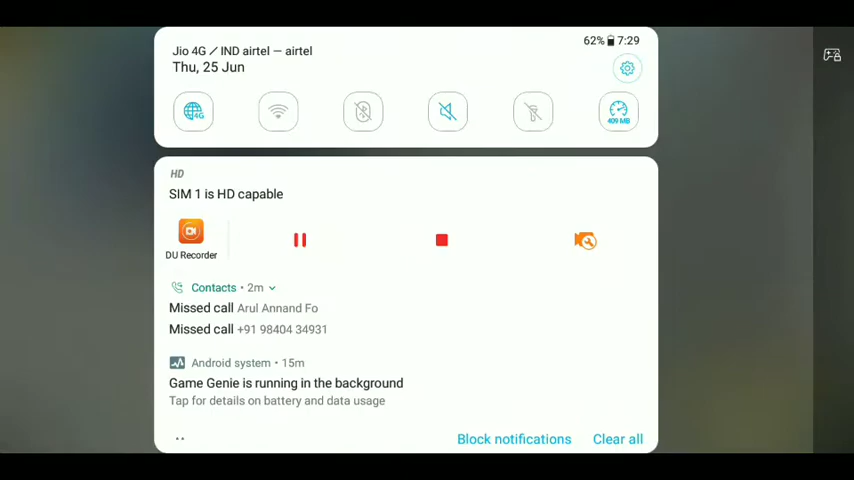 62% 7:29
Jio 4G / IND airtel — airtel
Thu, 25 Jun
4G
409 MB
HD
SIM 1 is HD capable
DU Recorder
Contacts • 2m
Missed call Arul Annand Fo
Missed call +91 98404 34931
Android system • 15m
Game Genie is running in the background
Tap for details on battery and data usage
Block notifications Clear all